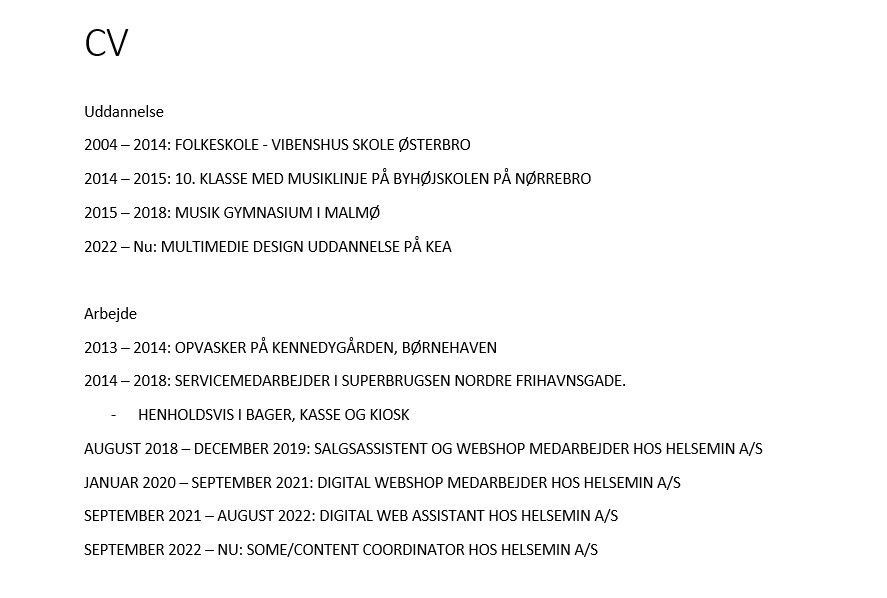 CV
Uddannelse
2004 – 2014: FOLKESKOLE - VIBENSHUS SKOLE ØSTERBRO
2014 – 2015: 10. KLASSE MED MUSIKLINJE PÅ BYHØJSKOLEN PÅ NØRREBRO
2015 – 2018: MUSIK GYMNASIUM I MALMØ
2022 – Nu: MULTIMEDIE DESIGN UDDANNELSE PÅ KEA
Arbejde
2013 – 2014: OPVASKER PÅ KENNEDYGÅRDEN, BØRNEHAVEN
2014 – 2018: SERVICEMEDARBEJDER I SUPERBRUGSEN NORDRE FRIHAVNSGADE.
- HENHOLDSVIS I BAGER, KASSE OG KIOSK
AUGUST 2018 – DECEMBER 2019: SALGSASSISTENT OG WEBSHOP MEDARBEJDER HOS HELSEMIN A/S
JANUAR 2020 – SEPTEMBER 2021: DIGITAL WEBSHOP MEDARBEJDER HOS HELSEMIN A/S
SEPTEMBER 2021 – AUGUST 2022: DIGITAL WEB ASSISTANT HOS HELSEMIN A/S
SEPTEMBER 2022 – NU: SOME/CONTENT COORDINATOR HOS HELSEMIN A/S